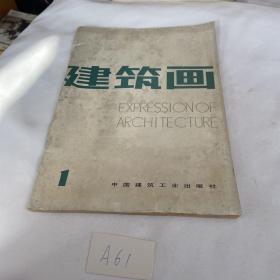 建筑画
EXPRESSION OF
ARCHITECTURE
1
中国建筑工业出版社
A61